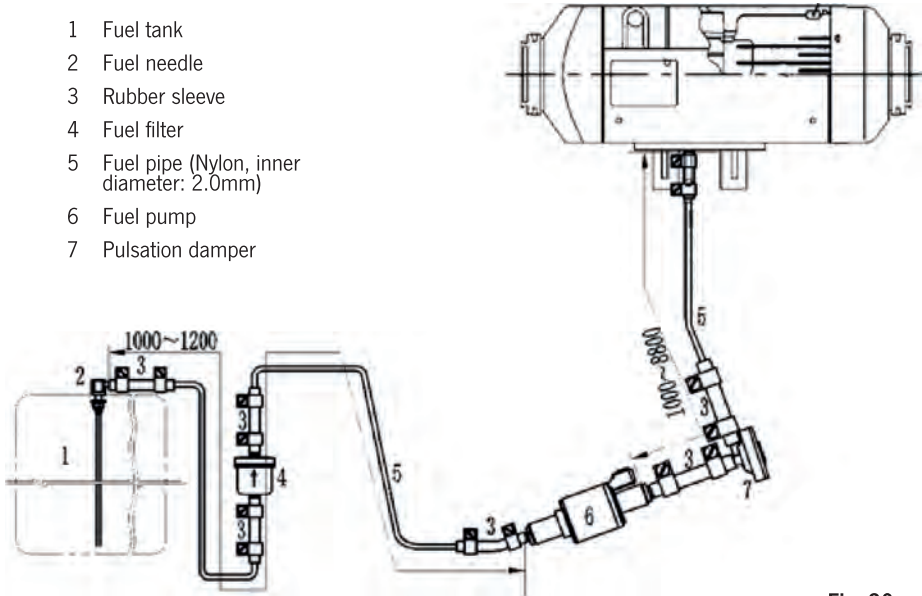 1 Fuel tank
2 Fuel needle
3 Rubber sleeve
4 Fuel filter
5 Fuel pipe (Nylon, inner
diameter: 2.0mm)
6 Fuel pump
7 Pulsation damper
5
1000~1200
1000~8800
2
3
3
3
1
4
5
3
7
6
3
3